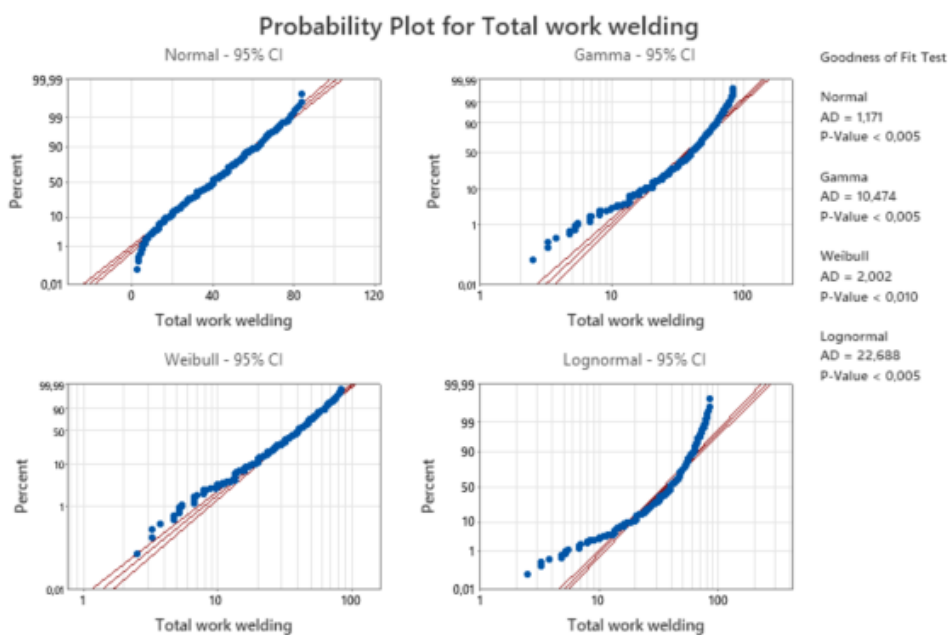 Probability Plot for Total work welding
Normal - 95% CI
99,99
99
90
50
10
1
0,01
Percent
0
40
80
120
Total work welding
Gamma - 95% CI
99,99
99
90
50
10
1
0,01
Percent
1
10
100
Total work welding
Goodness of Fit Test
Normal
AD = 1,171
P-Value < 0,005
Gamma
AD = 10,474
P-Value < 0,005
Weibull
AD = 2,002
P-Value < 0,010
Lognormal
AD = 22,688
P-Value < 0,005
Weibull - 95% CI
99,99
90
50
10
1
0,01
Percent
1
10
100
Total work welding
Lognormal - 95% CI
99,99
99
90
50
10
1
0,01
Percent
1
10
100
Total work welding